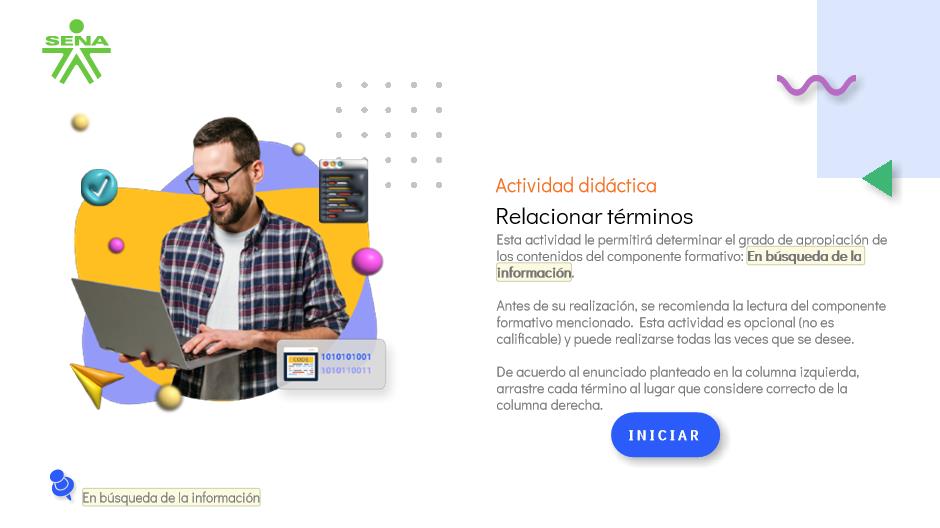 SENA
Actividad didáctica
Relacionar términos
Esta actividad le permitirá determinar el grado de apropiación de
los contenidos del componente formativo: En búsqueda de la
información.
Antes de su realización, se recomienda la lectura del componente
formativo mencionado. Esta actividad es opcional (no es
calificable) y puede realizarse todas las veces que se desee.
De acuerdo al enunciado planteado en la columna izquierda,
arrastre cada término al lugar que considere correcto de la
columna derecha.
1010101001
1010110011
INICIAR
En búsqueda de la información